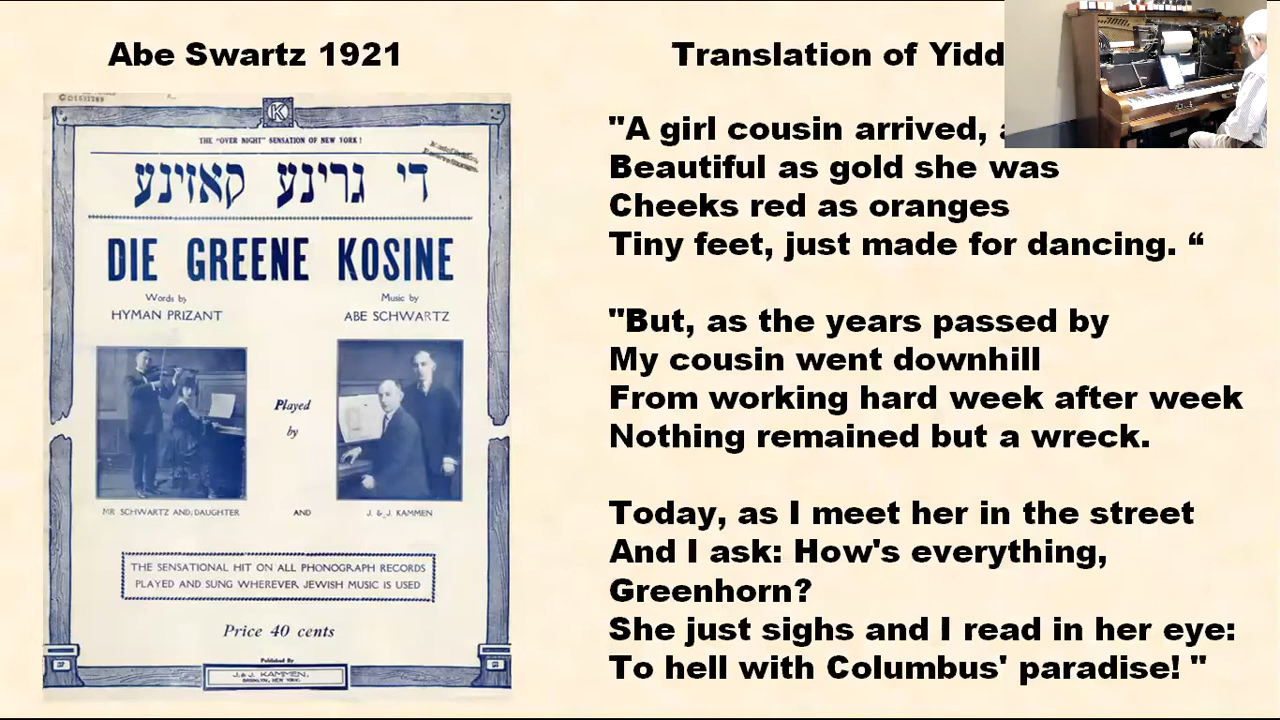 Abe Swartz 1921
THE "OVER NIGHT" SENSATION OF NEW YORK!
K
די גרינע קאזינע
DIE GREENE KOSINE
Words by
HYMAN PRIZANT
Music by
ABE SCHWARTZ
Played
by
MR SCHWARTZ AND DAUGHTER
AND
J. & J. KAMMEN
THE SENSATIONAL HIT ON ALL PHONOGRAPH RECORDS
PLAYED AND SUNG WHEREVER JEWISH MUSIC IS USED
Price 40 cents
Published By
J. & J. KAMMEN.
BROOKLYN, NEW YORK.
Translation of Yidd
"A girl cousin arrived,
Beautiful as gold she was
Cheeks red as oranges
Tiny feet, just made for dancing. “
"But, as the years passed by
My cousin went downhill
From working hard week after week
Nothing remained but a wreck.
Today, as I meet her in the street
And I ask: How's everything,
Greenhorn?
She just sighs and I read in her eye:
To hell with Columbus' paradise! "